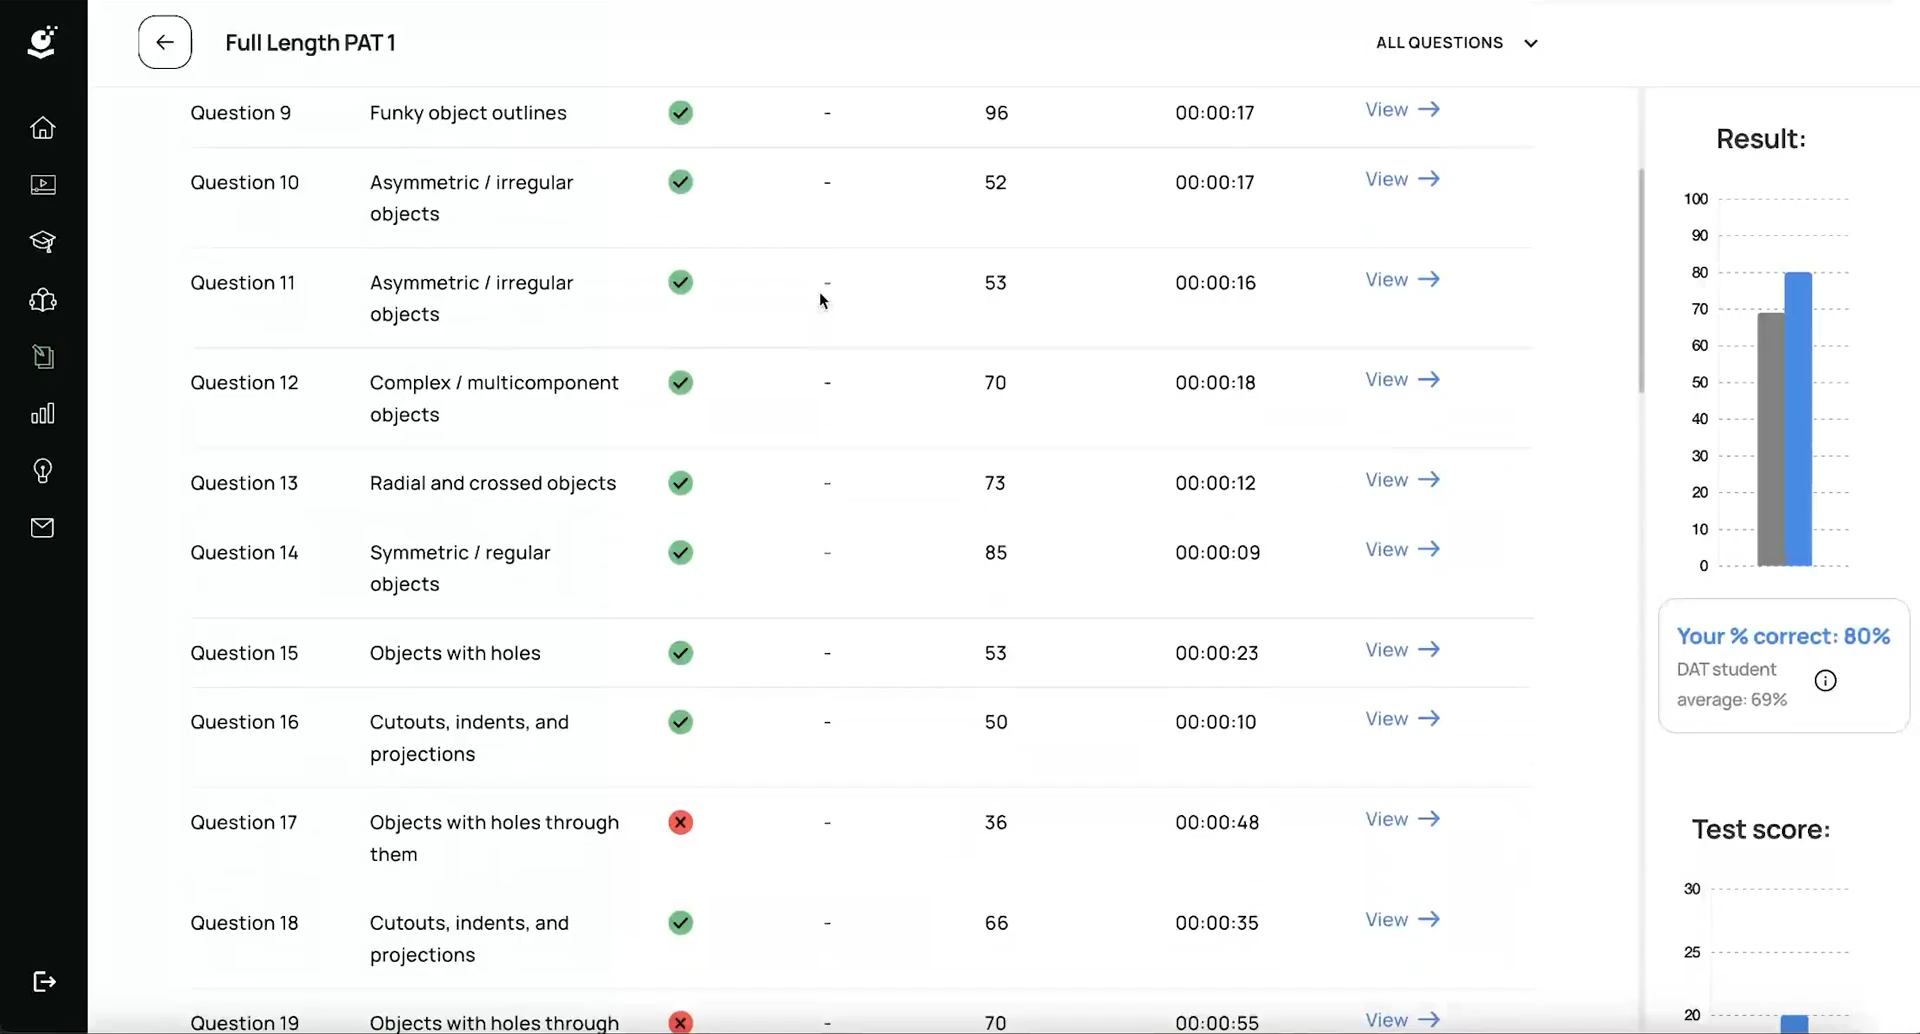 Full Length PAT 1
ALL QUESTIONS
Question 9 Funky object outlines - 96 00:00:17 View
Question 10 Asymmetric / irregular - 52 00:00:17 View
objects
Question 11 Asymmetric / irregular - 53 00:00:16 View
objects
Question 12 Complex / multicomponent - 70 00:00:18 View
objects
Question 13 Radial and crossed objects - 73 00:00:12 View
Question 14 Symmetric / regular - 85 00:00:09 View
objects
Question 15 Objects with holes - 53 00:00:23 View
Question 16 Cutouts, indents, and - 50 00:00:10 View
projections
Question 17 Objects with holes through - 36 00:00:48 View
them
Question 18 Cutouts, indents, and - 66 00:00:35 View
projections
Question 19 Objects with holes through - 70 00:00:55 View
Result:
100
90
80
70
60
50
40
30
20
10
0
Your % correct: 80%
DAT student
average: 69%
Test score:
30
25
20